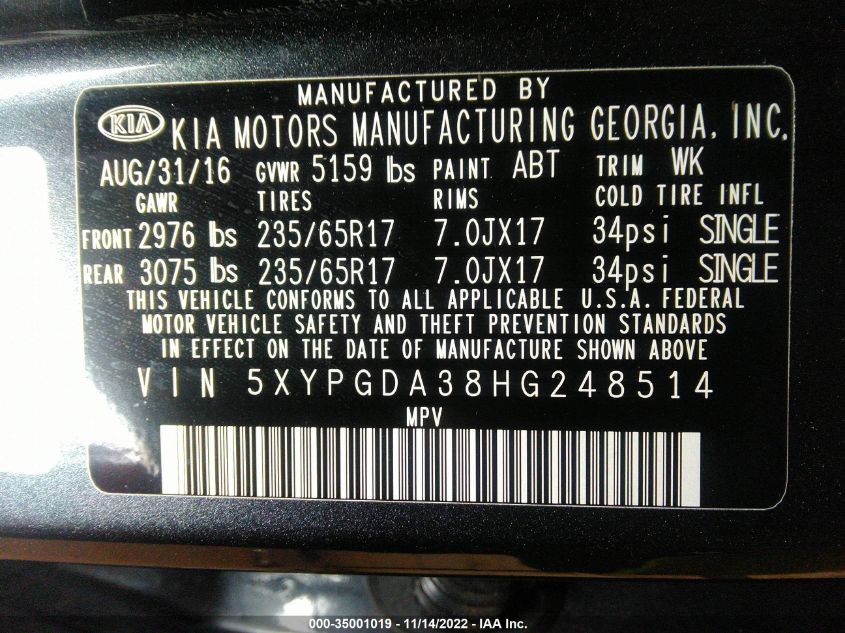 MANUFACTURED BY
KIA KIA MOTORS MANUFACTURING GEORGIA, INC.
AUG/31/16 GVWR 5159 lbs PAINT ABT TRIM WK
GAWR TIRES RIMS COLD TIRE INFL
FRONT 2976 lbs 235/65R17 7.0JX17 34psi SINGLE
REAR 3075 lbs 235/65R17 7.0JX17 34psi SINGLE
THIS VEHICLE CONFORMS TO ALL APPLICABLE U.S.A. FEDERAL
MOTOR VEHICLE SAFETY AND THEFT PREVENTION STANDARDS
IN EFFECT ON THE DATE OF MANUFACTURE SHOWN ABOVE
VIN 5XYPGDA38HG248514
MPV
000-35001019 - 11/14/2022 - IAA Inc.